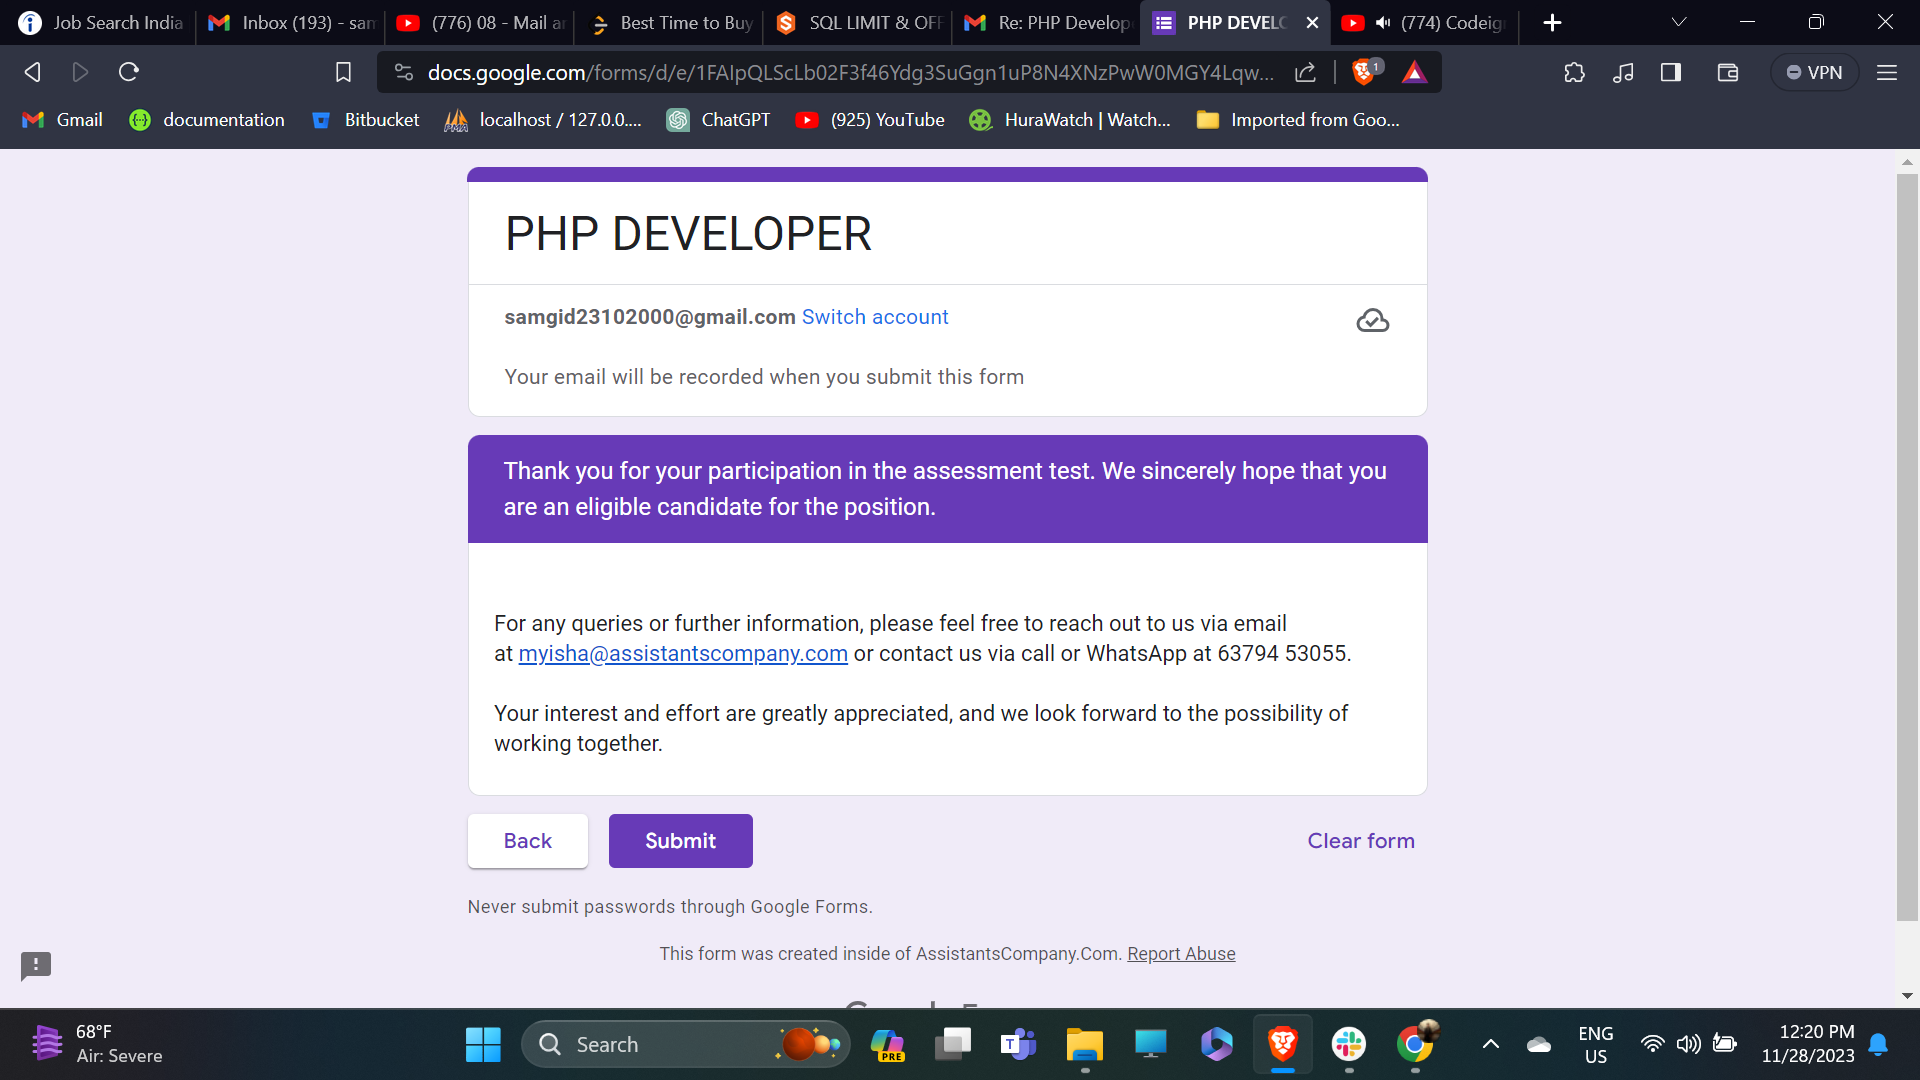 Job Search India
Inbox (193) - sam
(776) 08 - Mail an
Best Time to Buy
SQL LIMIT & OFF
Re: PHP Develop
PHP DEVELO
(774) Codeig
docs.google.com/forms/d/e/1FAIpQLScLb02F3f46Ydg3SuGgn1uP8N4XNzPwW0MGY4Lqw...
1
VPN
Gmail
documentation
Bitbucket
localhost / 127.0.0....
ChatGPT
(925) YouTube
HuraWatch | Watch...
Imported from Goo...
PHP DEVELOPER
samgid23102000@gmail.com Switch account
Your email will be recorded when you submit this form
Thank you for your participation in the assessment test. We sincerely hope that you
are an eligible candidate for the position.
For any queries or further information, please feel free to reach out to us via email
at myisha@assistantscompany.com or contact us via call or WhatsApp at 63794 53055.
Your interest and effort are greatly appreciated, and we look forward to the possibility of
working together.
Back
Submit
Clear form
Never submit passwords through Google Forms.
This form was created inside of AssistantsCompany.Com. Report Abuse
68°F
Air: Severe
Search
PRE
ENG
US
12:20 PM
11/28/2023